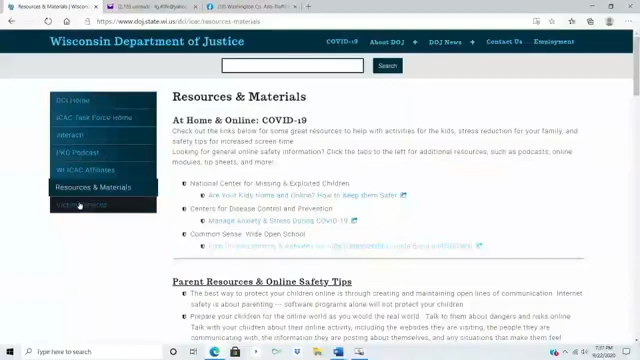 Resources & Materials | Wiscon
(2,155 unread)
https://www.doj.state.wi.us/dci/icac/resources-materials
Wisconsin Department of Justice
COVID-19
About DOJ +
DOJ News +
Contact Us
Employment
Search
DCI Home
ICAC Task Force Home
Interact!
PKO Podcast
WI ICAC Affiliates
Resources & Materials
Victim Services
Resources & Materials
At Home & Online: COVID-19
Check out the links below for some great resources to help with activities for the kids, stress reduction for your family, and
safety tips for increased screen time.
Looking for general online safety information? Click the tabs to the left for additional resources, such as podcasts, online
modules, tip sheets, and more!
National Center for Missing & Exploited Children
Are Your Kids Home and Online? How to Keep them Safer
Centers for Disease Control and Prevention
Manage Anxiety & Stress During COVID-19
Common Sense: Wide Open School
Parent Resources & Online Safety Tips
The best way to protect your children online is through creating and maintaining open lines of communication. Internet
safety is about parenting -- software programs alone will not protect your children.
Prepare your children for the online world as you would the real world. Talk to them about dangers and risks online.
Talk with your children about their online activity, including the websites they are visiting, the people they are
communicating with, the images they are posting about themselves, and any situations that make them feel
Type here to search
7:37 PM
9/22/2020